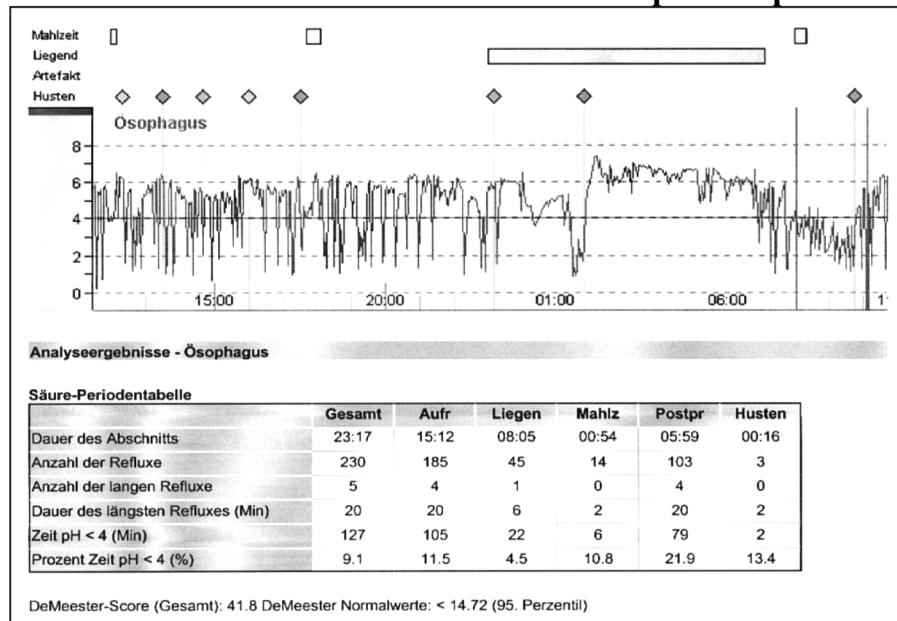 Mahlzeit
Liegend
Artefakt
Husten
Ösophagus
8
6
4
2
0
15:00 20:00 01:00 06:00
Analyseergebnisse - Ösophagus
Säure-Periodentabelle
Gesamt Aufr Liegen Mahlz Postpr Husten
Dauer des Abschnitts 23:17 15:12 08:05 00:54 05:59 00:16
Anzahl der Refluxe 230 185 45 14 103 3
Anzahl der langen Refluxe 5 4 1 0 4 0
Dauer des längsten Refluxes (Min) 20 20 6 2 20 2
Zeit pH < 4 (Min) 127 105 22 6 79 2
Prozent Zeit pH < 4 (%) 9.1 11.5 4.5 10.8 21.9 13.4
DeMeester-Score (Gesamt): 41.8 DeMeester Normalwerte: < 14.72 (95. Perzentil)